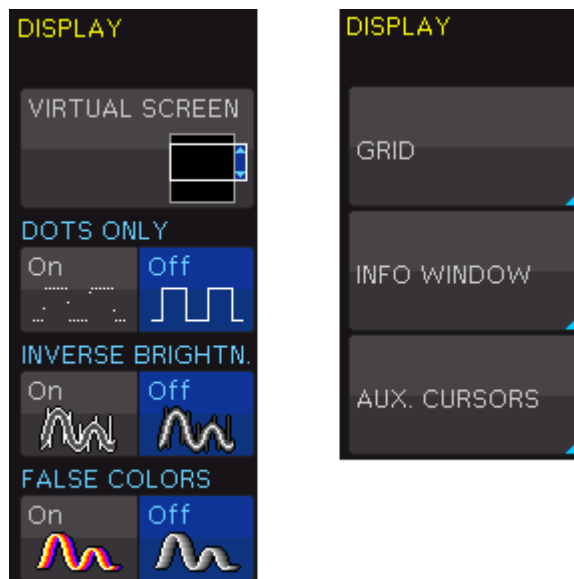 DISPLAY
VIRTUAL SCREEN
DOTS ONLY
On Off
INVERSE BRIGHTN.
On Off
FALSE COLORS
On Off
DISPLAY
GRID
INFO WINDOW
AUX. CURSORS